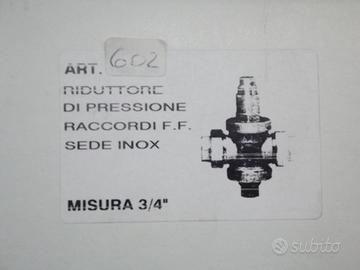 ART. 602
RIDUTTORE
DI PRESSIONE
RACCORDI F.F.
SEDE INOX
MISURA 3/4"
subito